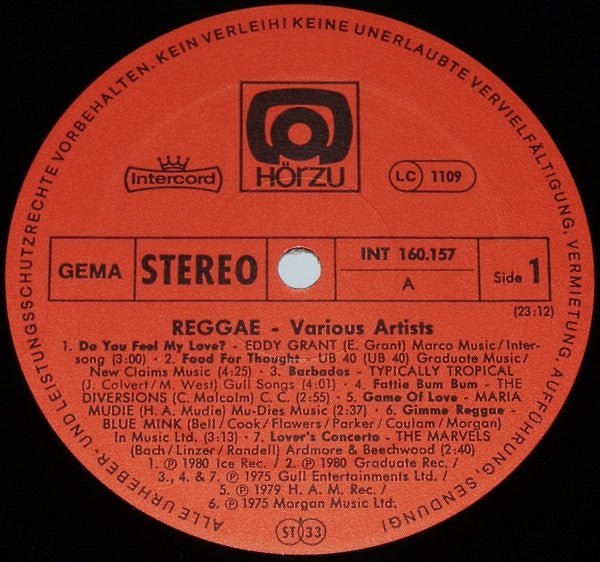 ALLE URHEBER- UND LEISTUNGSSCHUTZRECHTE VORBEHALTEN. KEIN VERLEIH! KEINE UNERLAUBTE VERVIELFÄLTIGUNG, VERMIETUNG, AUFFÜHRUNG, SENDUNG!
Intercord
HÖRZU
LC 1109
GEMA STEREO INT 160.157
A
Side 1
(23:12)
REGGAE - Various Artists
1. Do You Feel My Love? - EDDY GRANT (E. Grant) Marco Music/Inter-
song (3:00) • 2. Food For Thought - UB 40 (UB 40) Graduate Music/
New Claims Music (4:25) • 3. Barbados - TYPICALLY TROPICAL
(J. Calvert/M. West) Gull Songs (4:01) • 4. Fattie Bum Bum - THE
DIVERSIONS (C. Malcolm) C. C. (2:55) • 5. Game Of Love - MARIA
MUDIE (H. A. Mudie) Mu-Dies Music (2:37) • 6. Gimme Reggae -
BLUE MINK (Bell/Cook/Flowers/Parker/Coulam/Morgan)
In Music Ltd. (3:13) • 7. Lover's Concerto - THE MARVELS
(Bach/Linzer/Randell) Ardmore & Beechwood (2:40)
1. ℗ 1980 Ice Rec. / 2. ℗ 1980 Graduate Rec. /
3., 4. & 7. ℗ 1975 Gull Entertainments Ltd. /
5. ℗ 1979 H. A. M. Rec. /
6. ℗ 1975 Morgan Music Ltd.
ST 33